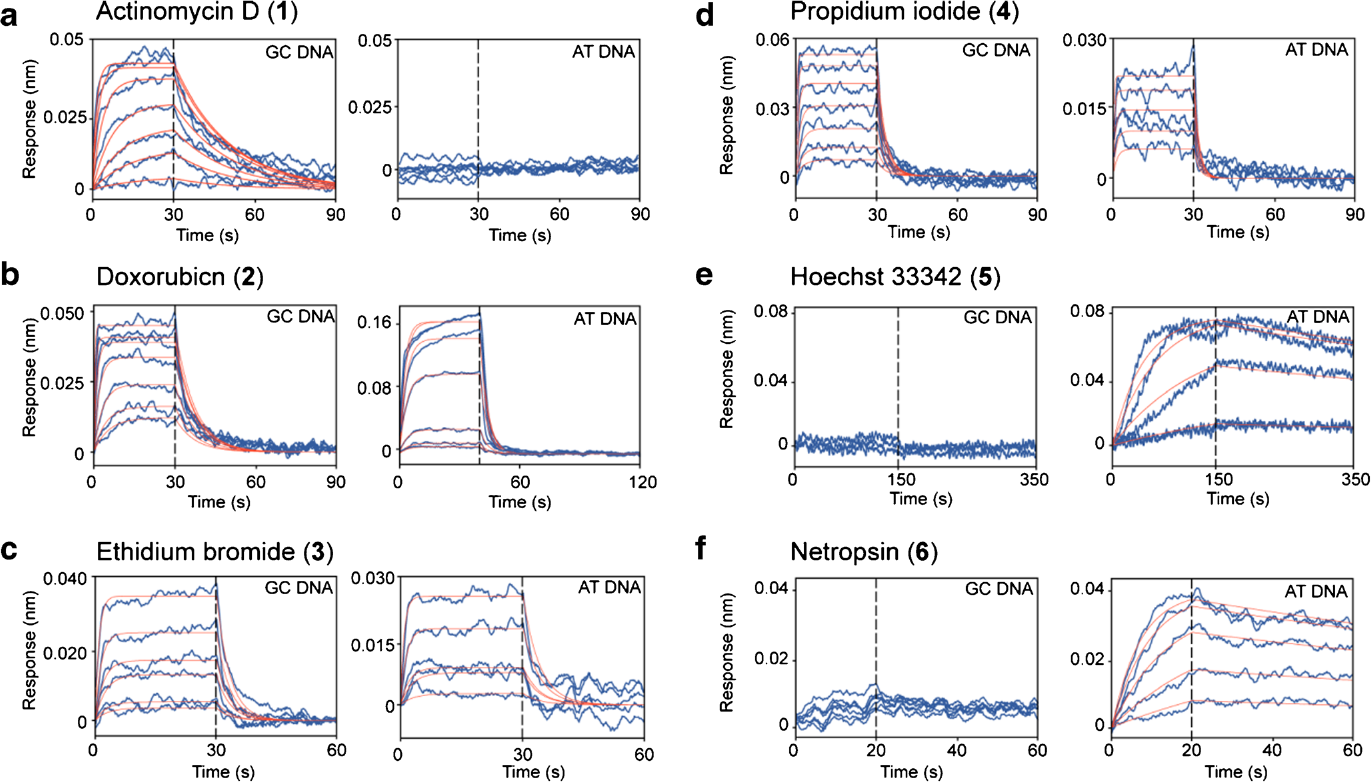 a Actinomycin D (1)
0.05
0.025
0
Response (nm)
GC DNA
0 30 60 90
Time (s)
0.05
0.025
0
AT DNA
0 30 60 90
Time (s)
b Doxorubicn (2)
0.050
0.025
0
Response (nm)
GC DNA
0 30 60 90
Time (s)
0.16
0.08
0
AT DNA
0 60 120
Time (s)
c Ethidium bromide (3)
0.040
0.020
0
Response (nm)
GC DNA
0 30 60
Time (s)
0.030
0.015
0
AT DNA
0 30 60
Time (s)
d Propidium iodide (4)
0.06
0.03
0
Response (nm)
GC DNA
0 30 60 90
Time (s)
0.030
0.015
0
AT DNA
0 30 60 90
Time (s)
e Hoechst 33342 (5)
0.08
0.04
0
Response (nm)
GC DNA
0 150 350
Time (s)
0.08
0.04
0
AT DNA
0 150 350
Time (s)
f Netropsin (6)
0.04
0.02
0
Response (nm)
GC DNA
0 20 40 60
Time (s)
0.04
0.02
0
AT DNA
0 20 40 60
Time (s)